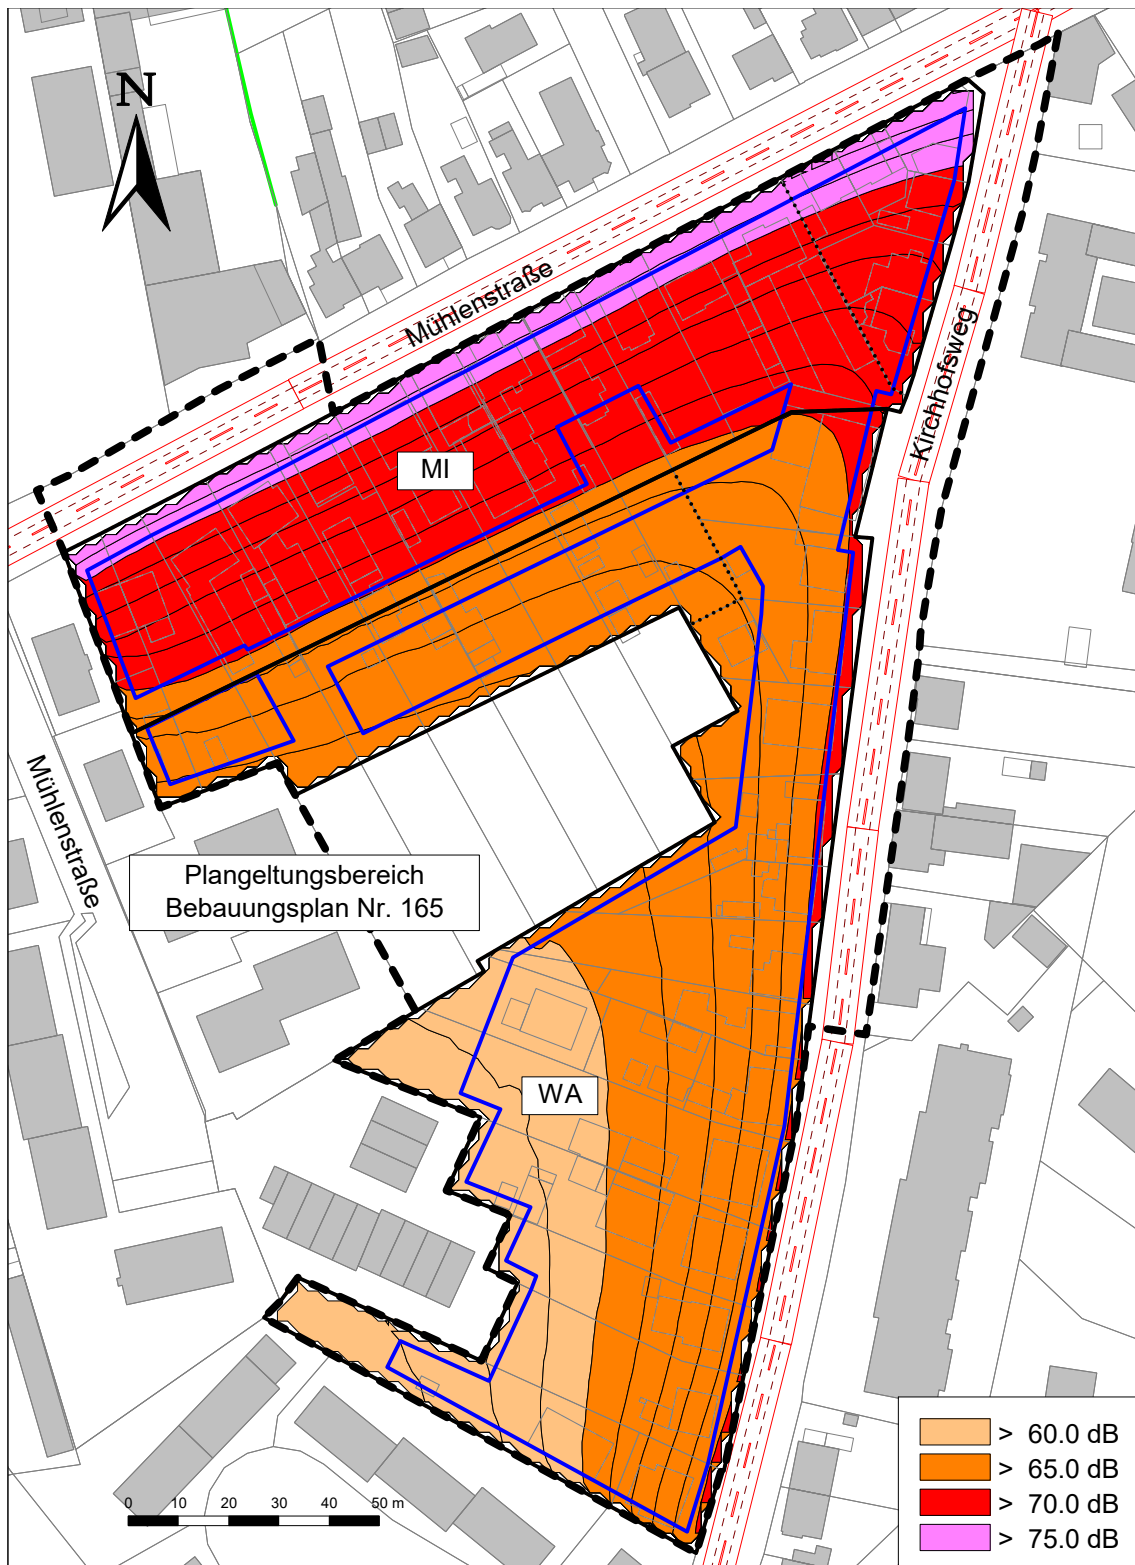 N
Mühlenstraße
Kirchhofsweg
MI
Mühlenstraße
Plangeltungsbereich
Bebauungsplan Nr. 165
WA
> 60.0 dB
> 65.0 dB
> 70.0 dB
> 75.0 dB
0 10 20 30 40 50 m